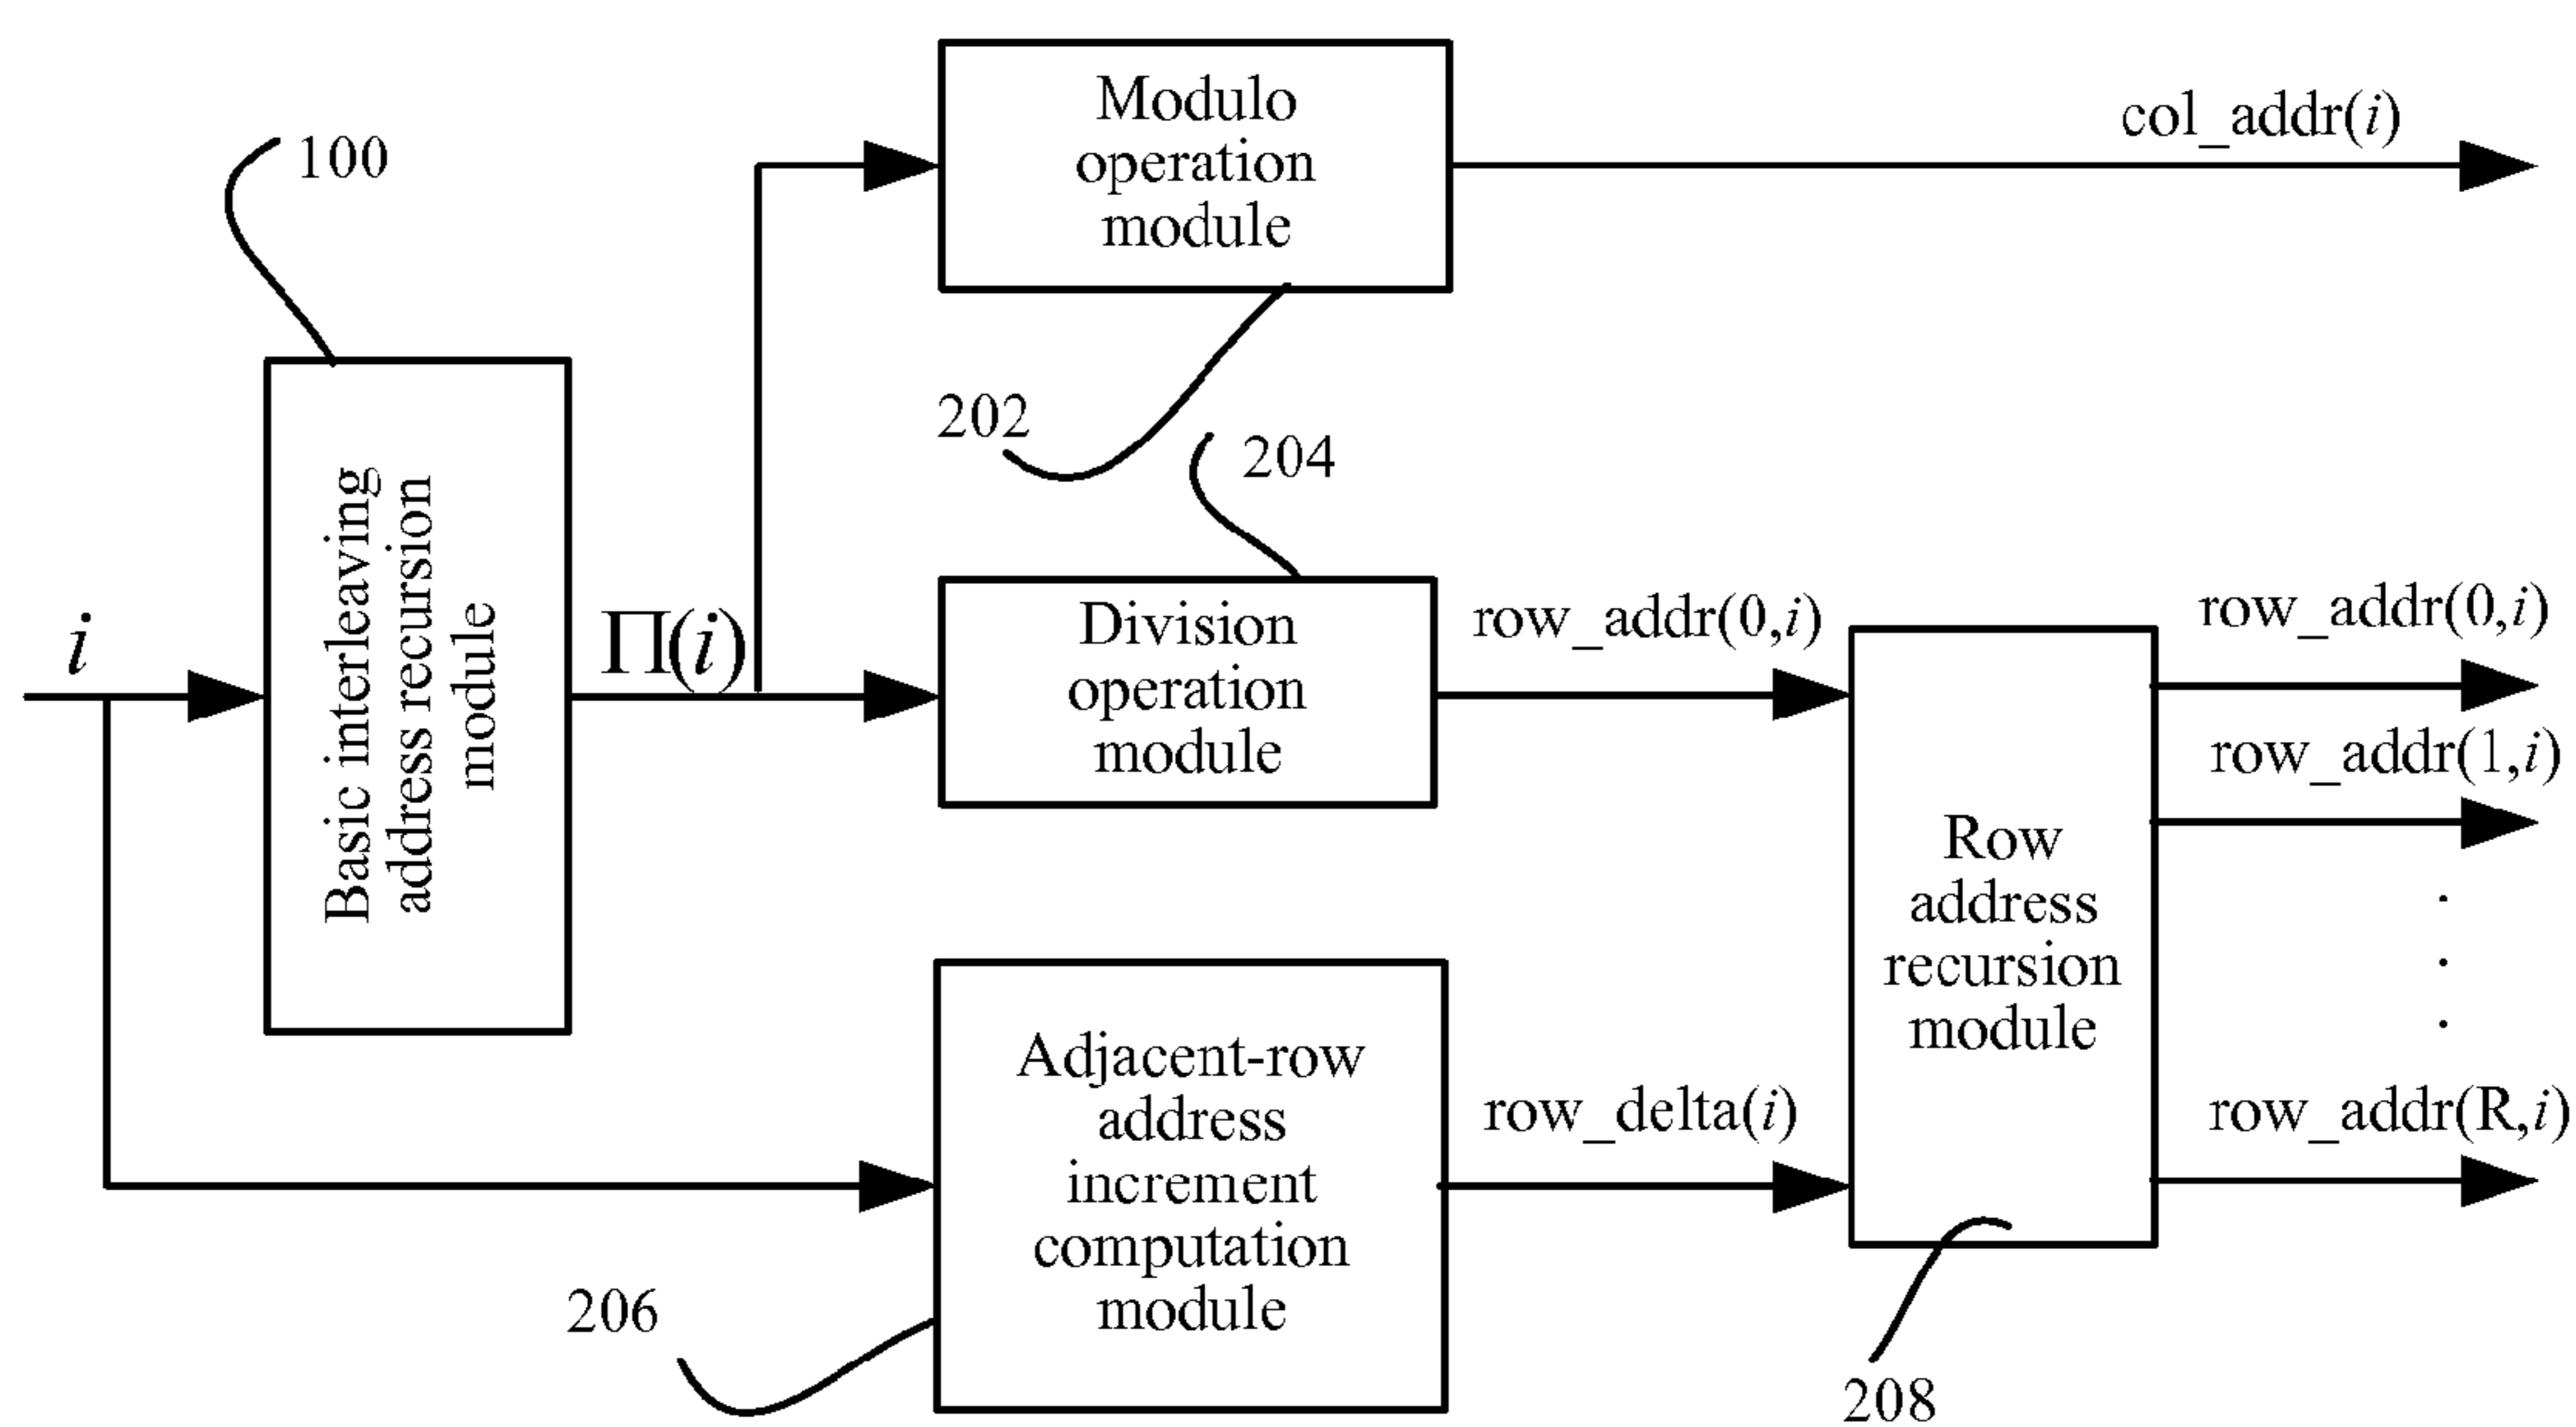 Modulo
operation
module
col_addr(i)
100
202
204
Basic interleaving
address recursion
module
i
Π(i)
Division
operation
module
row_addr(0,i)
row_addr(0,i)
row_addr(1,i)
Row
address
recursion
module
.
.
.
Adjacent-row
address
increment
computation
module
row_delta(i)
row_addr(R,i)
206
208